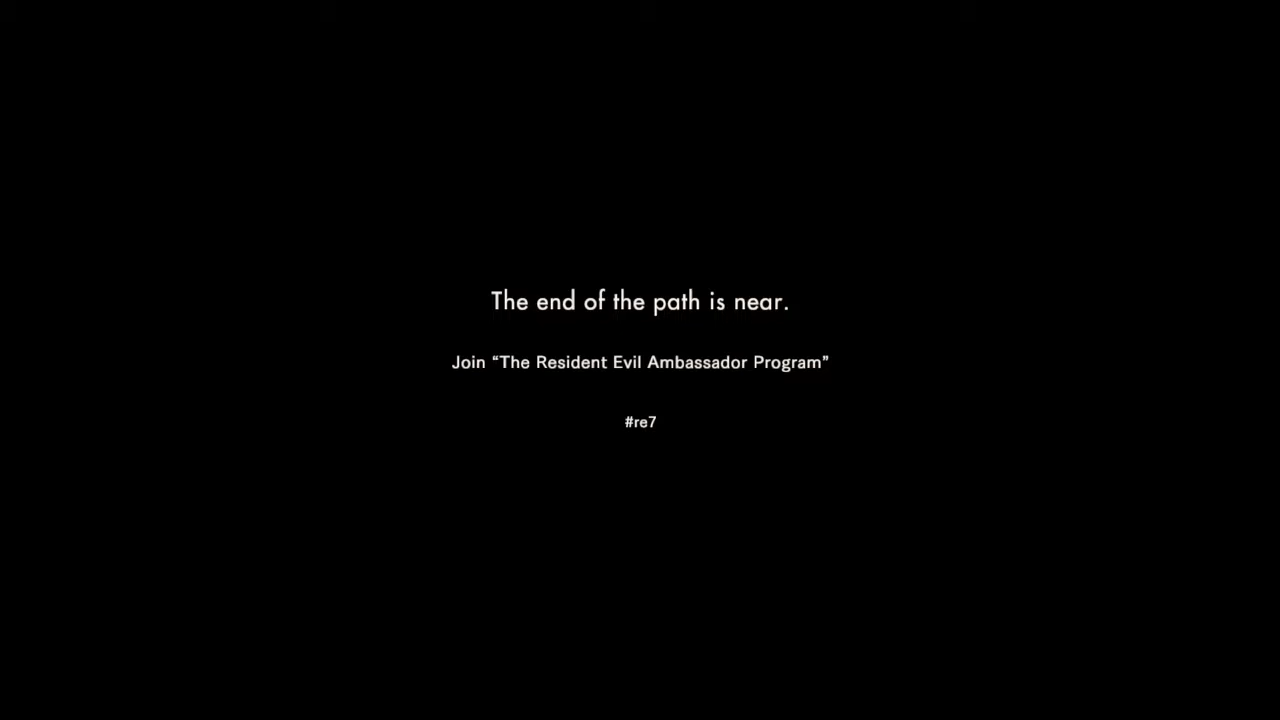 The end of the path is near.
Join “The Resident Evil Ambassador Program”
#re7